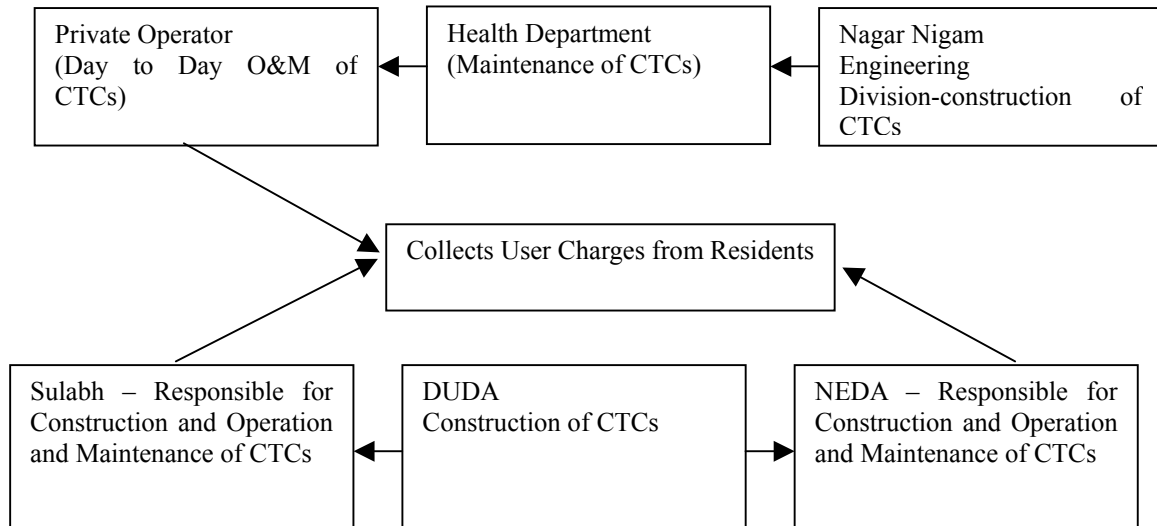 Private Operator
(Day to Day O&M of
CTCs)
Health Department
(Maintenance of CTCs)
Nagar Nigam
Engineering
Division-construction of
CTCs
Collects User Charges from Residents
Sulabh – Responsible for
Construction and Operation
and Maintenance of CTCs
DUDA
Construction of CTCs
NEDA – Responsible for
Construction and Operation
and Maintenance of CTCs